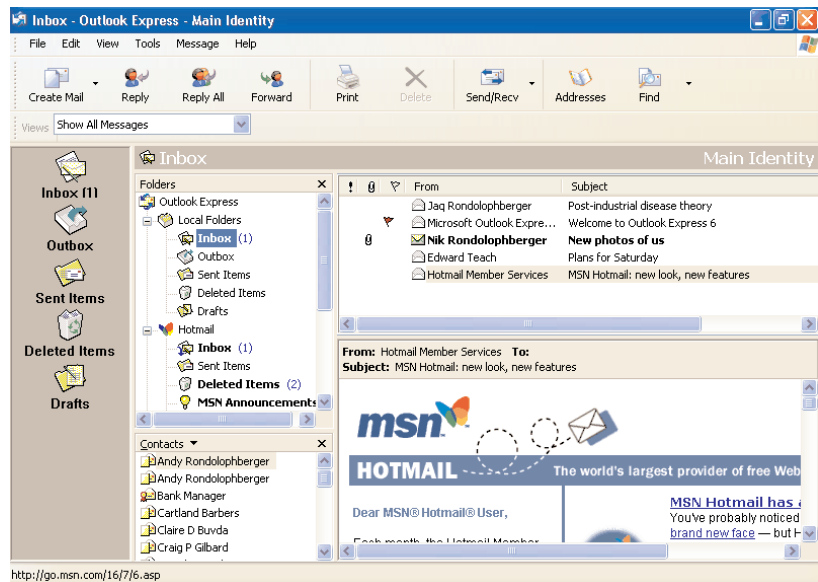 Inbox - Outlook Express - Main Identity
File Edit View Tools Message Help
Create Mail Reply Reply All Forward Print Delete Send/Recv Addresses Find
Views Show All Messages
Inbox Main Identity
Inbox (1)
Outbox
Sent Items
Deleted Items
Drafts
Folders X
Outlook Express
Local Folders
Inbox (1)
Outbox
Sent Items
Deleted Items
Drafts
Hotmail
Inbox (1)
Sent Items
Deleted Items (2)
MSN Announcements
Contacts
Andy Rondolophberger
Andy Rondolophberger
Bank Manager
Cartland Barbers
Claire D Buvda
Craig P Gilbard
! From Subject
Jaq Rondolophberger Post-industrial disease theory
Microsoft Outlook Expre... Welcome to Outlook Express 6
Nik Rondolophberger New photos of us
Edward Teach Plans for Saturday
Hotmail Member Services MSN Hotmail: new look, new features
From: Hotmail Member Services To:
Subject: MSN Hotmail: new look, new features
msn
HOTMAIL The world's largest provider of free Web
Dear MSN® Hotmail® User,
Each month, the Hotmail Member
MSN Hotmail has
You've probably noticed
brand new face — but
http://go.msn.com/16/7/6.asp